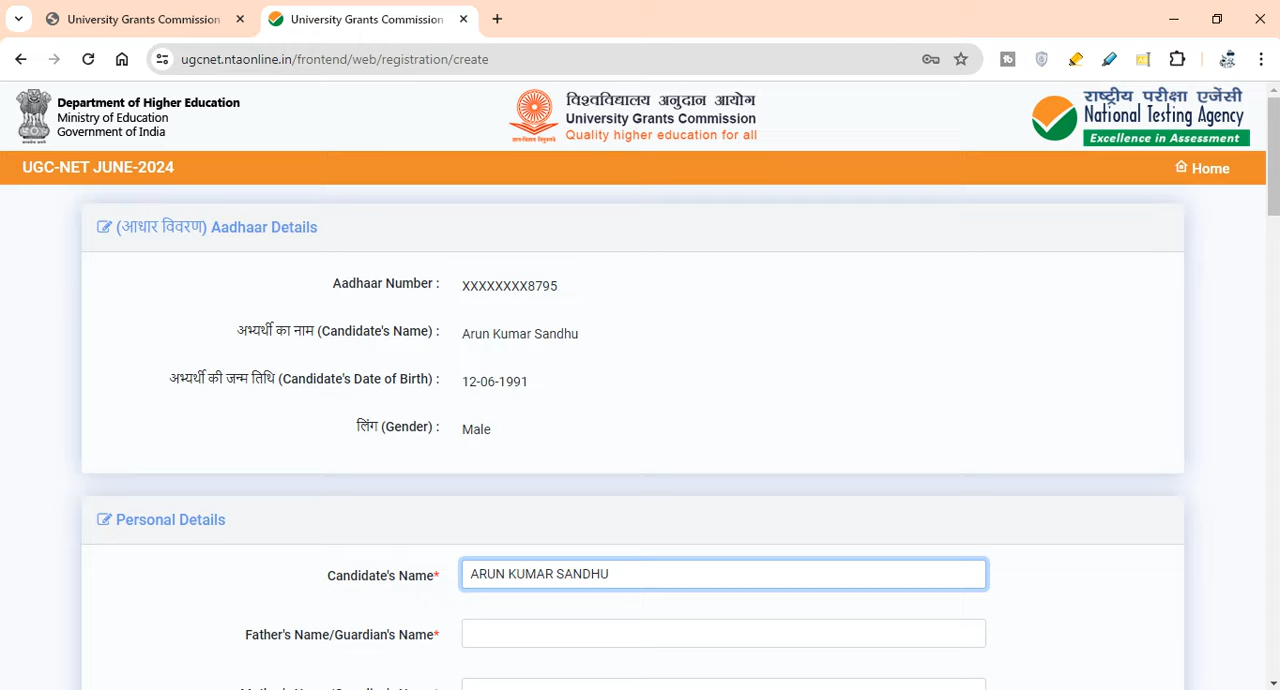 University Grants Commission
University Grants Commission
ugcnet.ntaonline.in/frontend/web/registration/create
Department of Higher Education
Ministry of Education
Government of India
विश्वविद्यालय अनुदान आयोग
University Grants Commission
Quality higher education for all
राष्ट्रीय परीक्षा एजेंसी
National Testing Agency
Excellence in Assessment
UGC-NET JUNE-2024
Home
(आधार विवरण) Aadhaar Details
Aadhaar Number : XXXXXXXX8795
अभ्यर्थी का नाम (Candidate's Name) : Arun Kumar Sandhu
अभ्यर्थी की जन्म तिथि (Candidate's Date of Birth) : 12-06-1991
लिंग (Gender) : Male
Personal Details
Candidate's Name* ARUN KUMAR SANDHU
Father's Name/Guardian's Name*